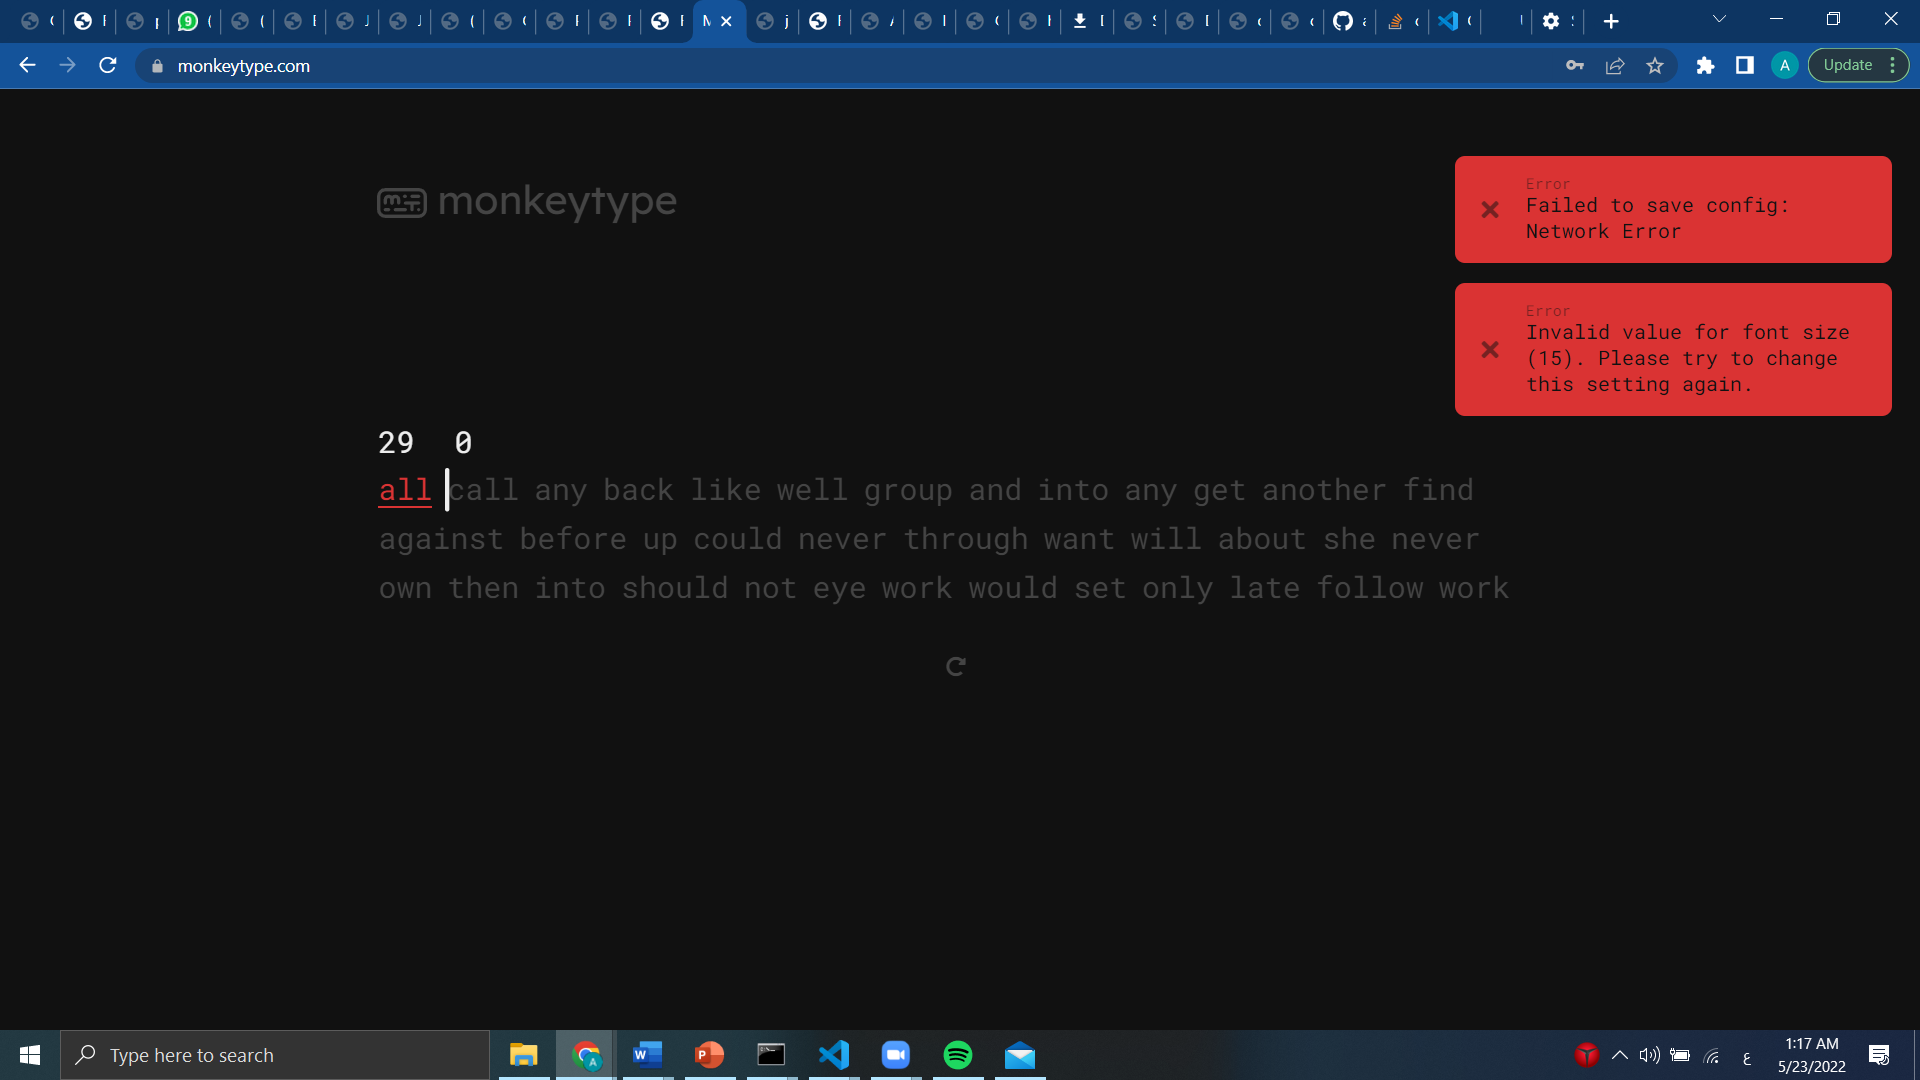 monkeytype.com
Update
A
monkeytype
Error
Failed to save config:
Network Error
Error
Invalid value for font size
(15). Please try to change
this setting again.
29 0
all call any back like well group and into any get another find
against before up could never through want will about she never
own then into should not eye work would set only late follow work
Type here to search
ع
1:17 AM
5/23/2022